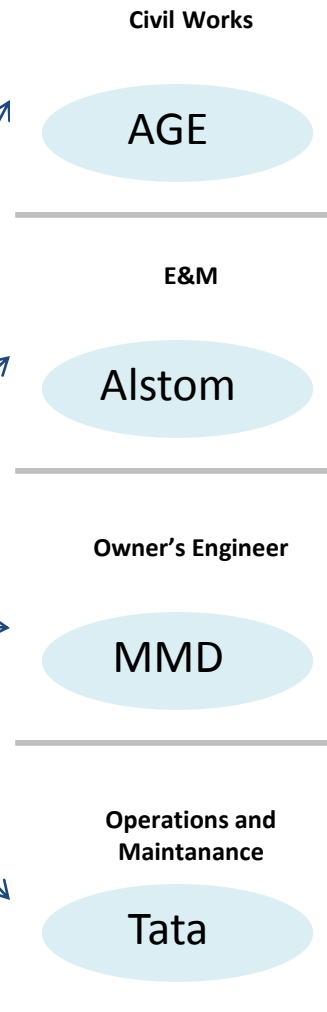 Civil Works
AGE
E&M
Alstom
Owner’s Engineer
MMD
Operations and
Maintanance
Tata